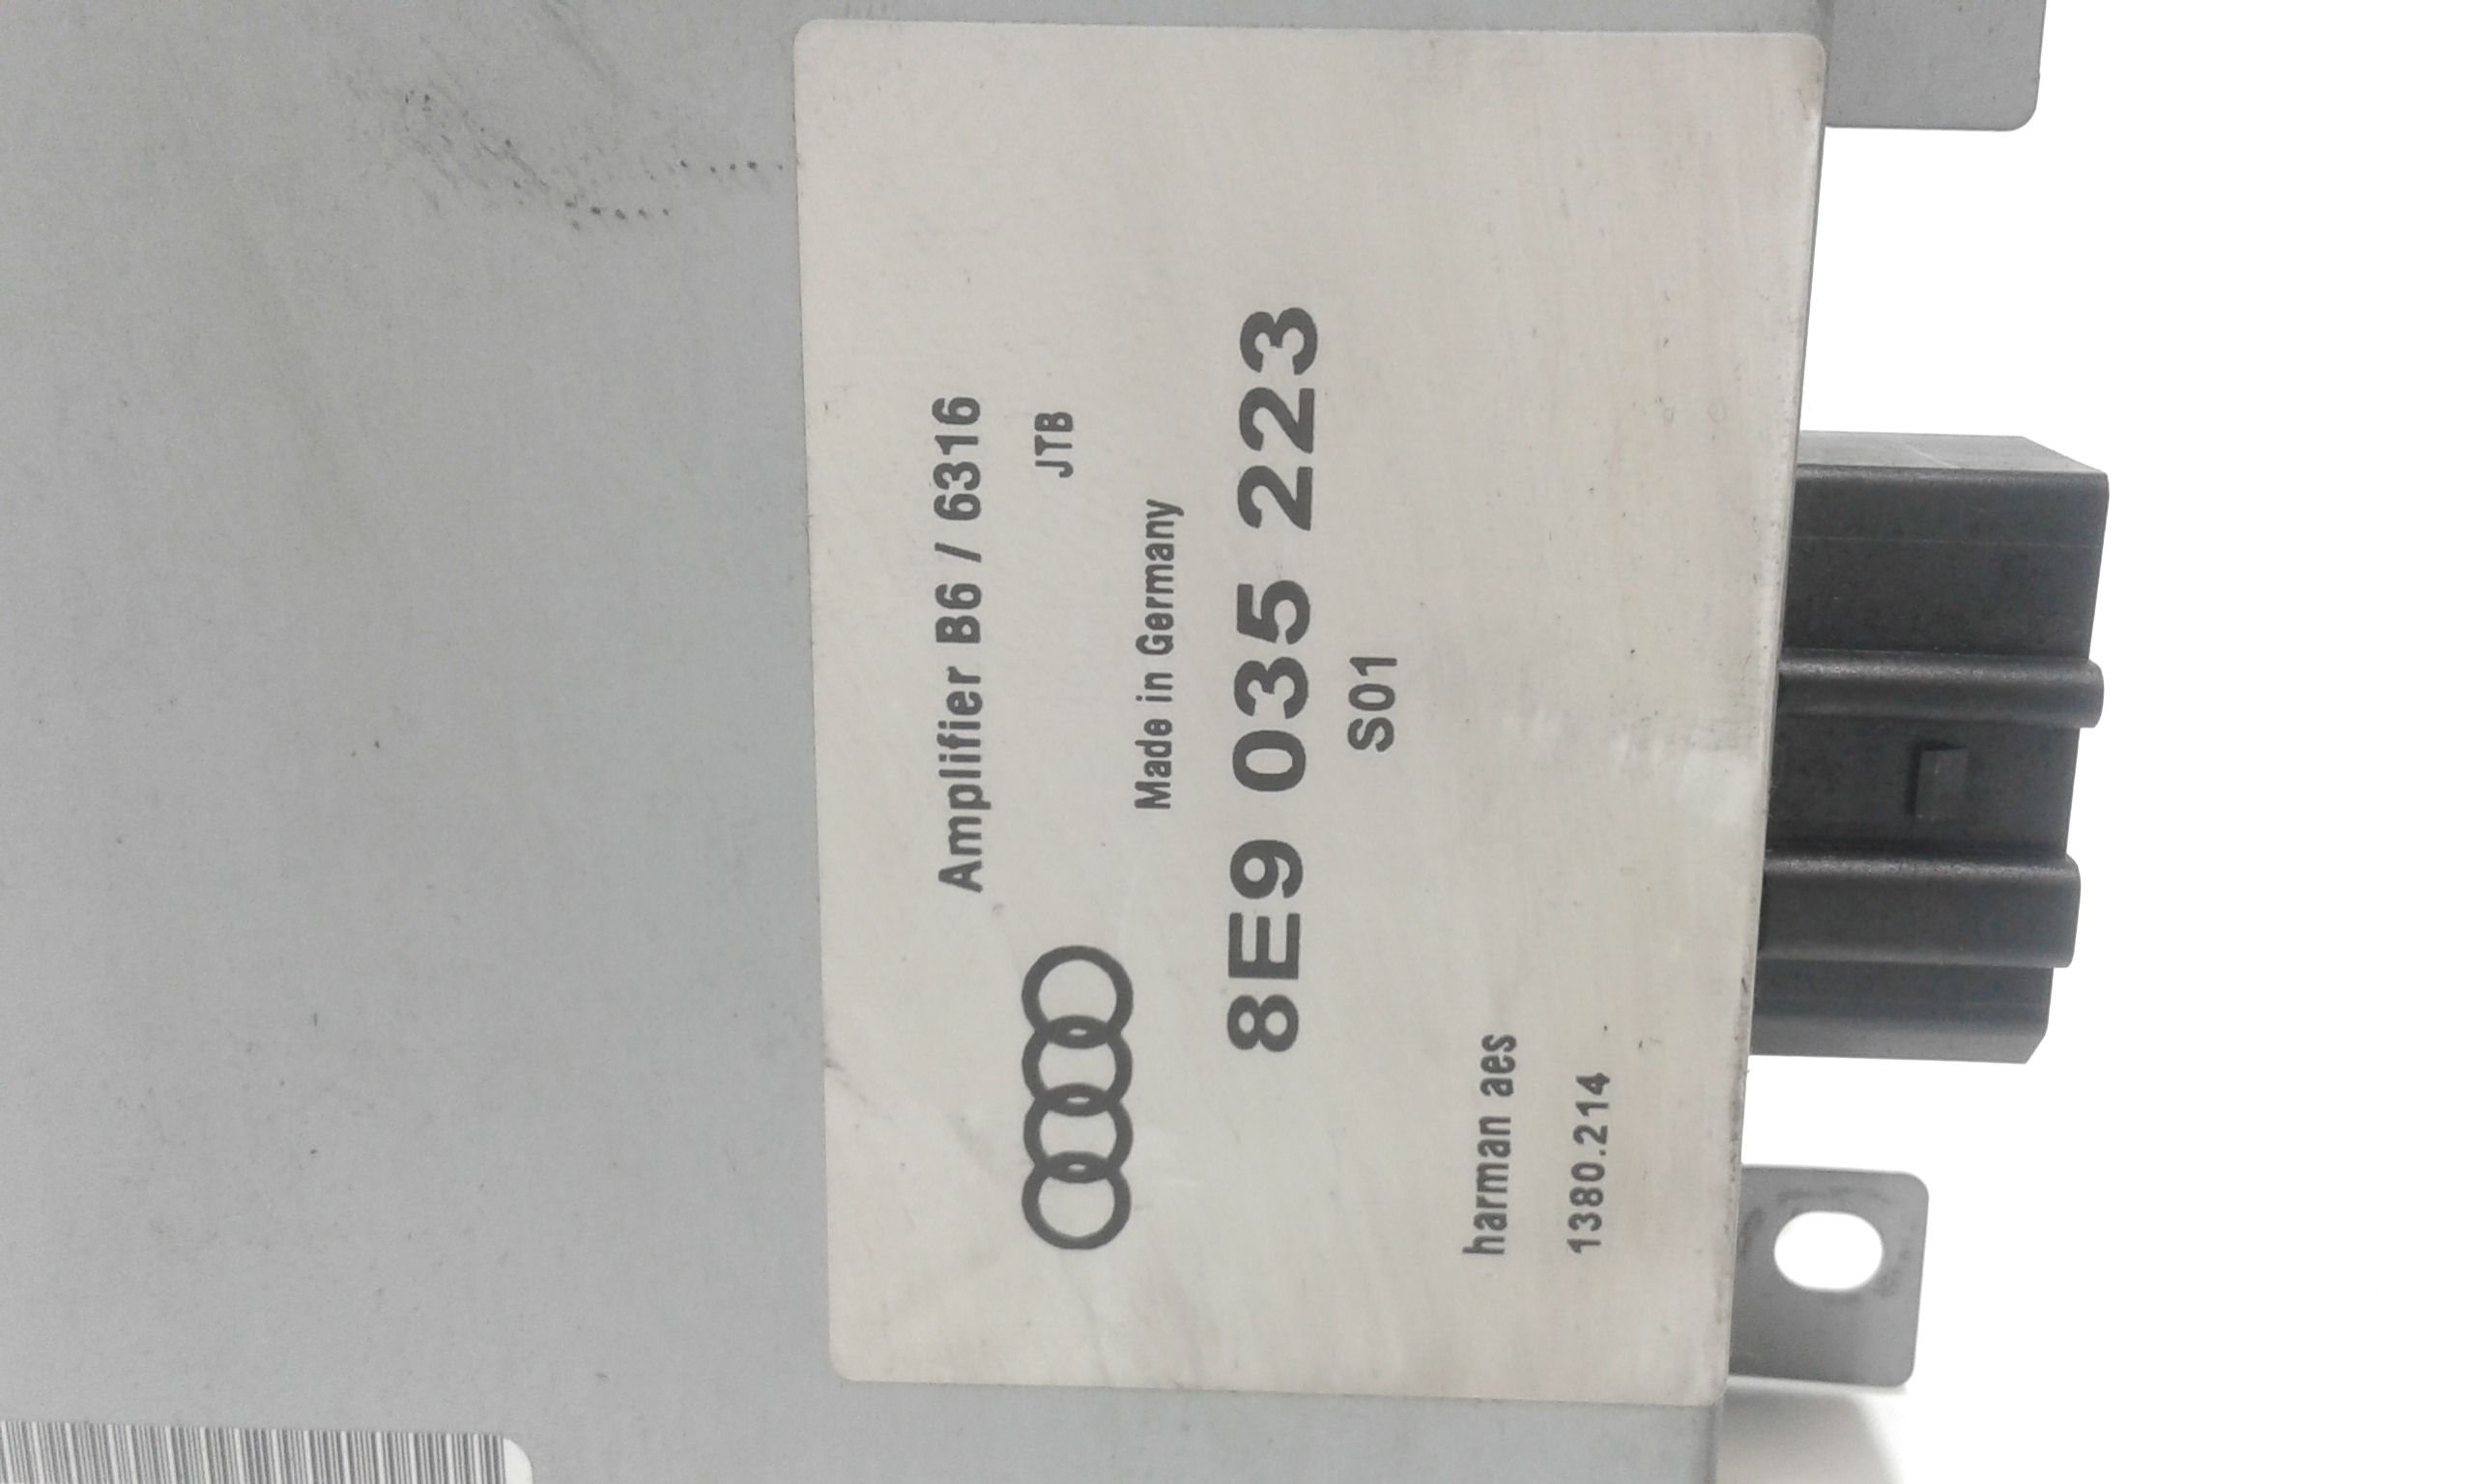 Amplifier B6 / 6316
JTB
Made in Germany
8E9 035 223
S01
harman aes
1380.214